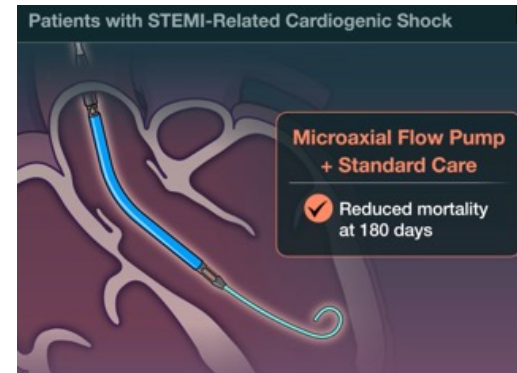 Patients with STEMI-Related Cardiogenic Shock
Microaxial Flow Pump
+ Standard Care
Reduced mortality
at 180 days